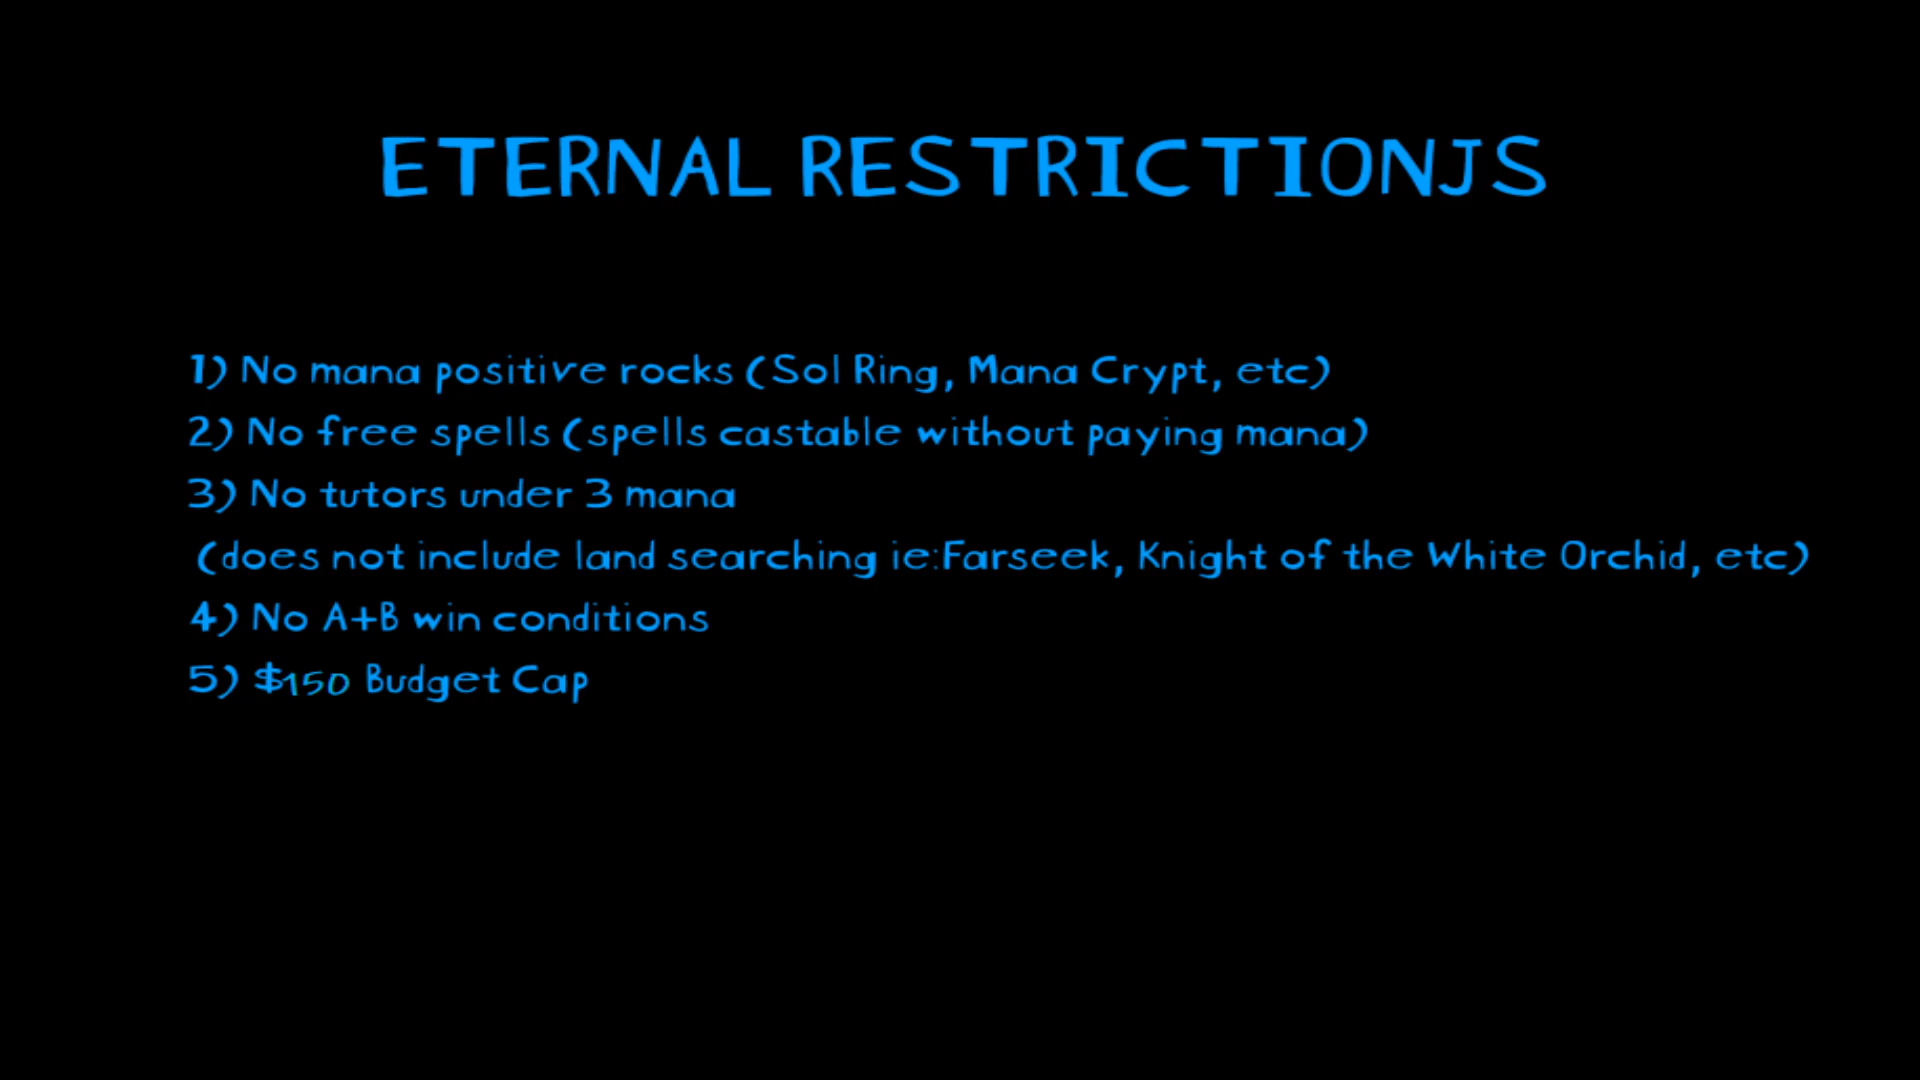 ETERNAL RESTRICTIONJS
1) No mana positive rocks (Sol Ring, Mana Crypt, etc)
2) No free spells (spells castable without paying mana)
3) No tutors under 3 mana
(does not include land searching ie:Farseek, Knight of the White Orchid, etc)
4) No A+B win conditions
5) $150 Budget Cap